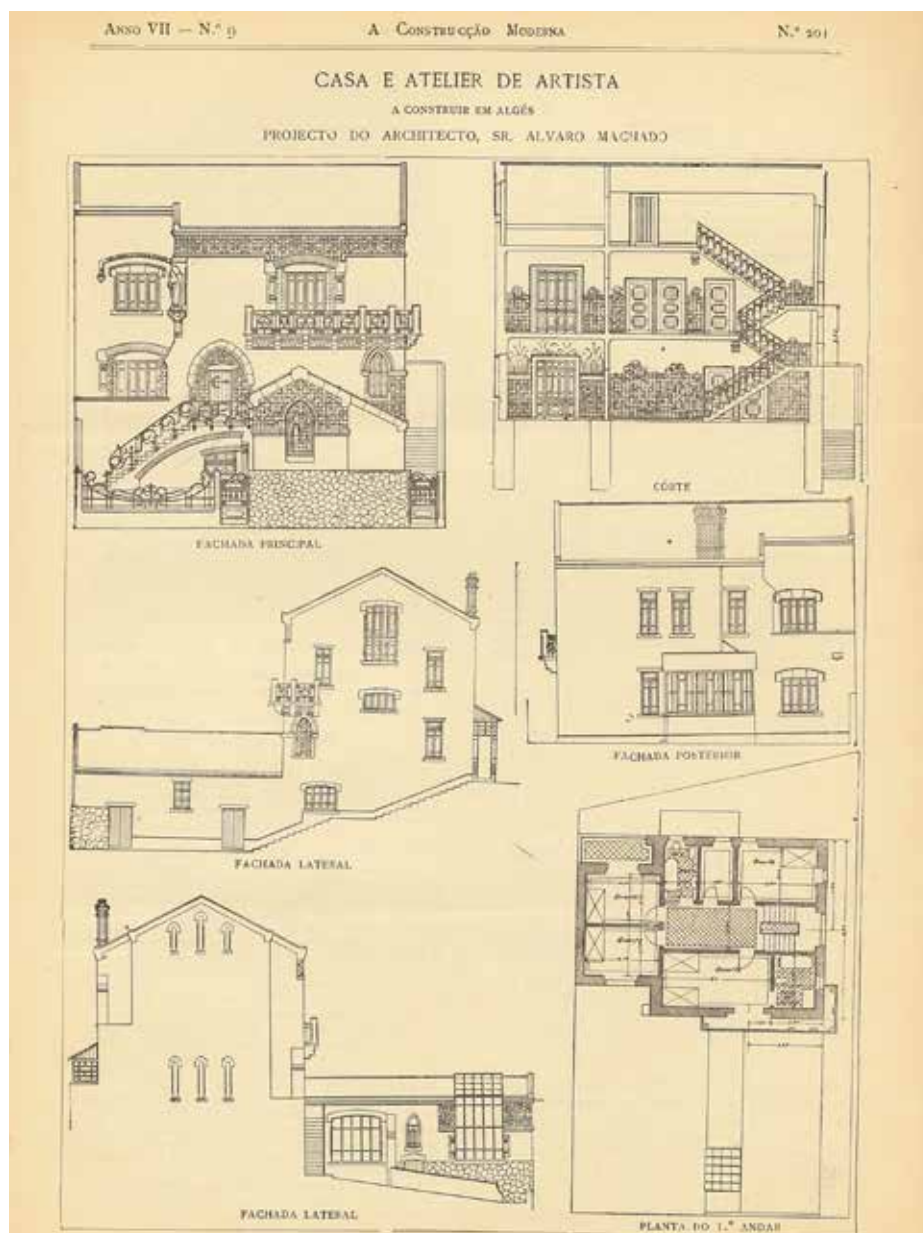 ANNO VII — N.º 9 A CONSTRUCÇÃO MODERNA N.º 201
CASA E ATELIER DE ARTISTA
A CONSTRUIR EM ALGÉS
PROJECTO DO ARCHITECTO, SR. ALVARO MACHADO
FACHADA PRINCIPAL
CÓRTE
FACHADA POSTERIOR
FACHADA LATERAL
FACHADA LATERAL
PLANTA DO 1.º ANDAR